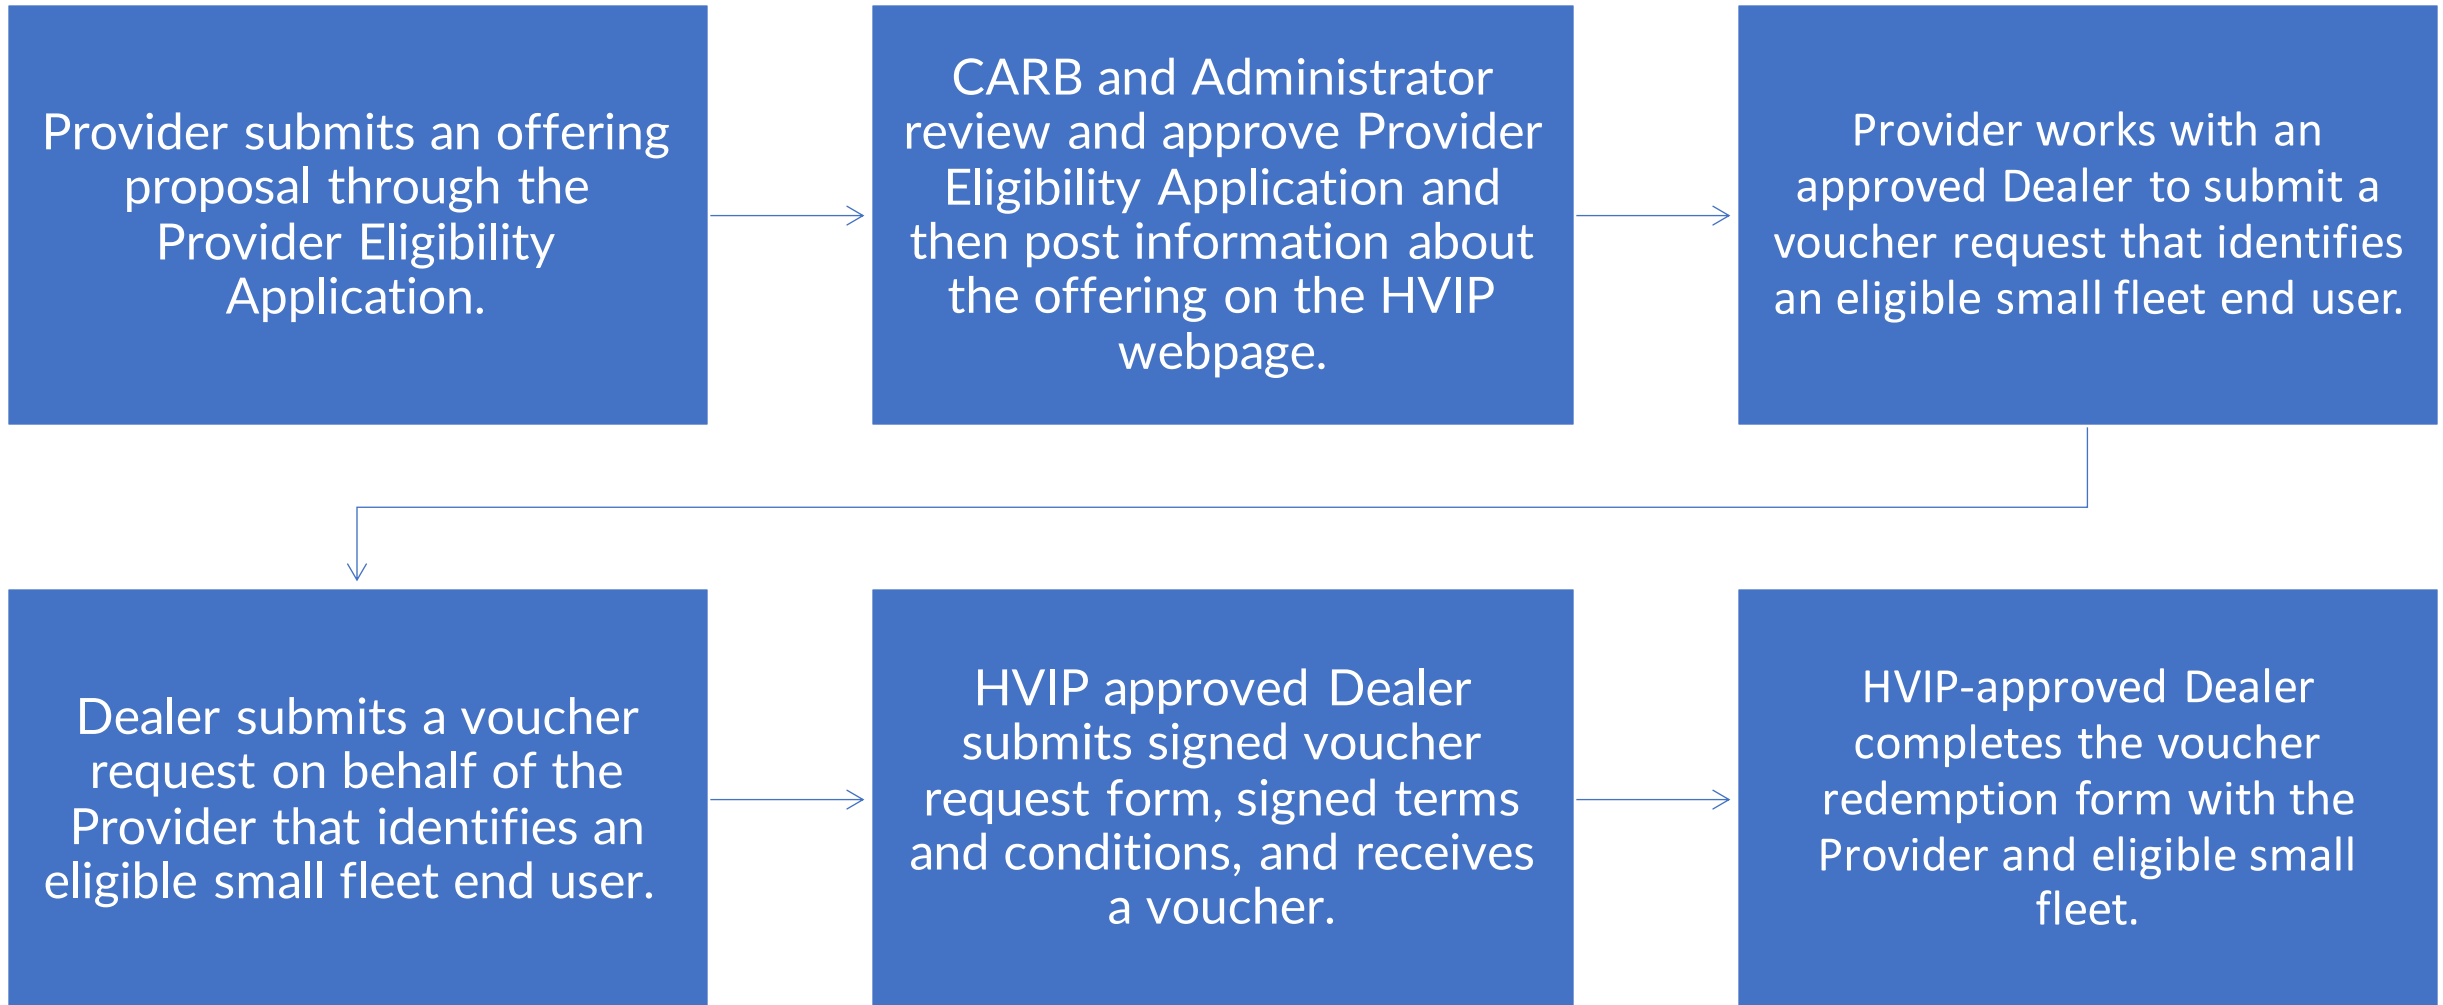 Provider submits an offering
proposal through the
Provider Eligibility
Application.
CARB and Administrator
review and approve Provider
Eligibility Application and
then post information about
the offering on the HVIP
webpage.
Provider works with an
approved Dealer to submit a
voucher request that identifies
an eligible small fleet end user.
Dealer submits a voucher
request on behalf of the
Provider that identifies an
eligible small fleet end user.
HVIP approved Dealer
submits signed voucher
request form, signed terms
and conditions, and receives
a voucher.
HVIP-approved Dealer
completes the voucher
redemption form with the
Provider and eligible small
fleet.